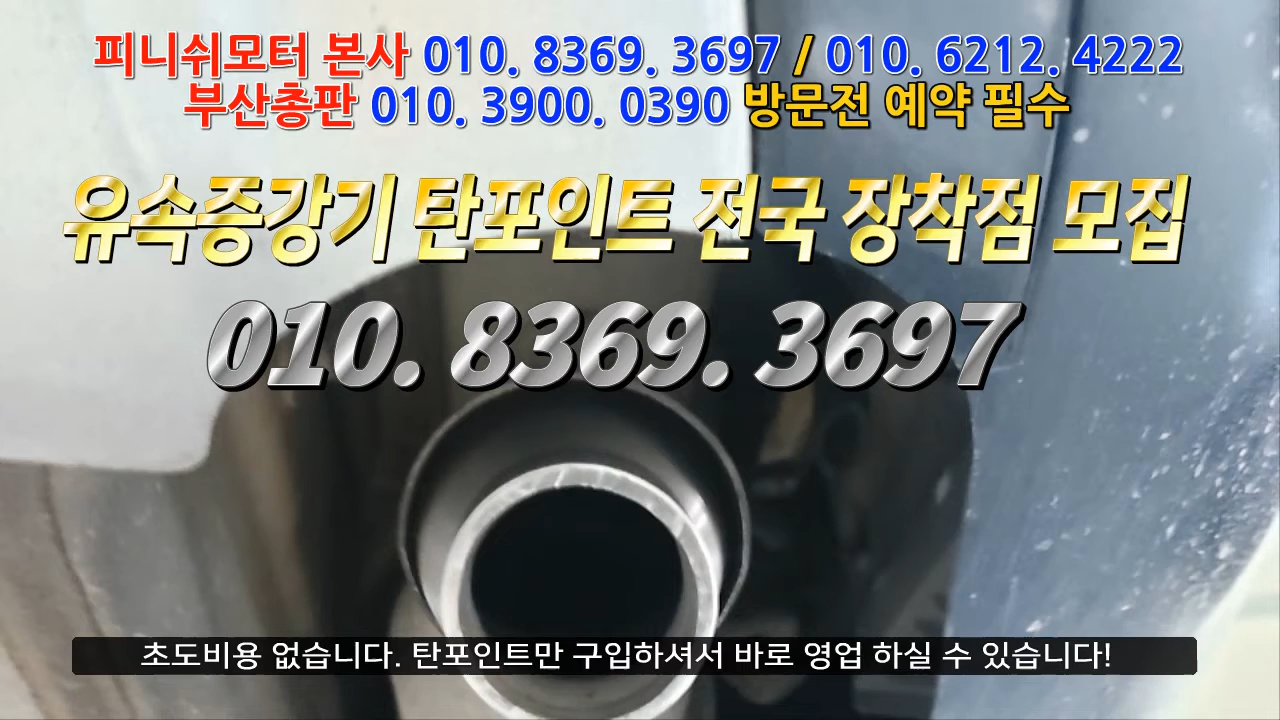 피니쉬모터 본사 010. 8369. 3697 / 010. 6212. 4222
부산총판 010. 3900. 0390 방문전 예약 필수
유속증강기 탄포인트 전국 장착점 모집
010. 8369. 3697
초도비용 없습니다. 탄포인트만 구입하셔서 바로 영업 하실 수 있습니다!